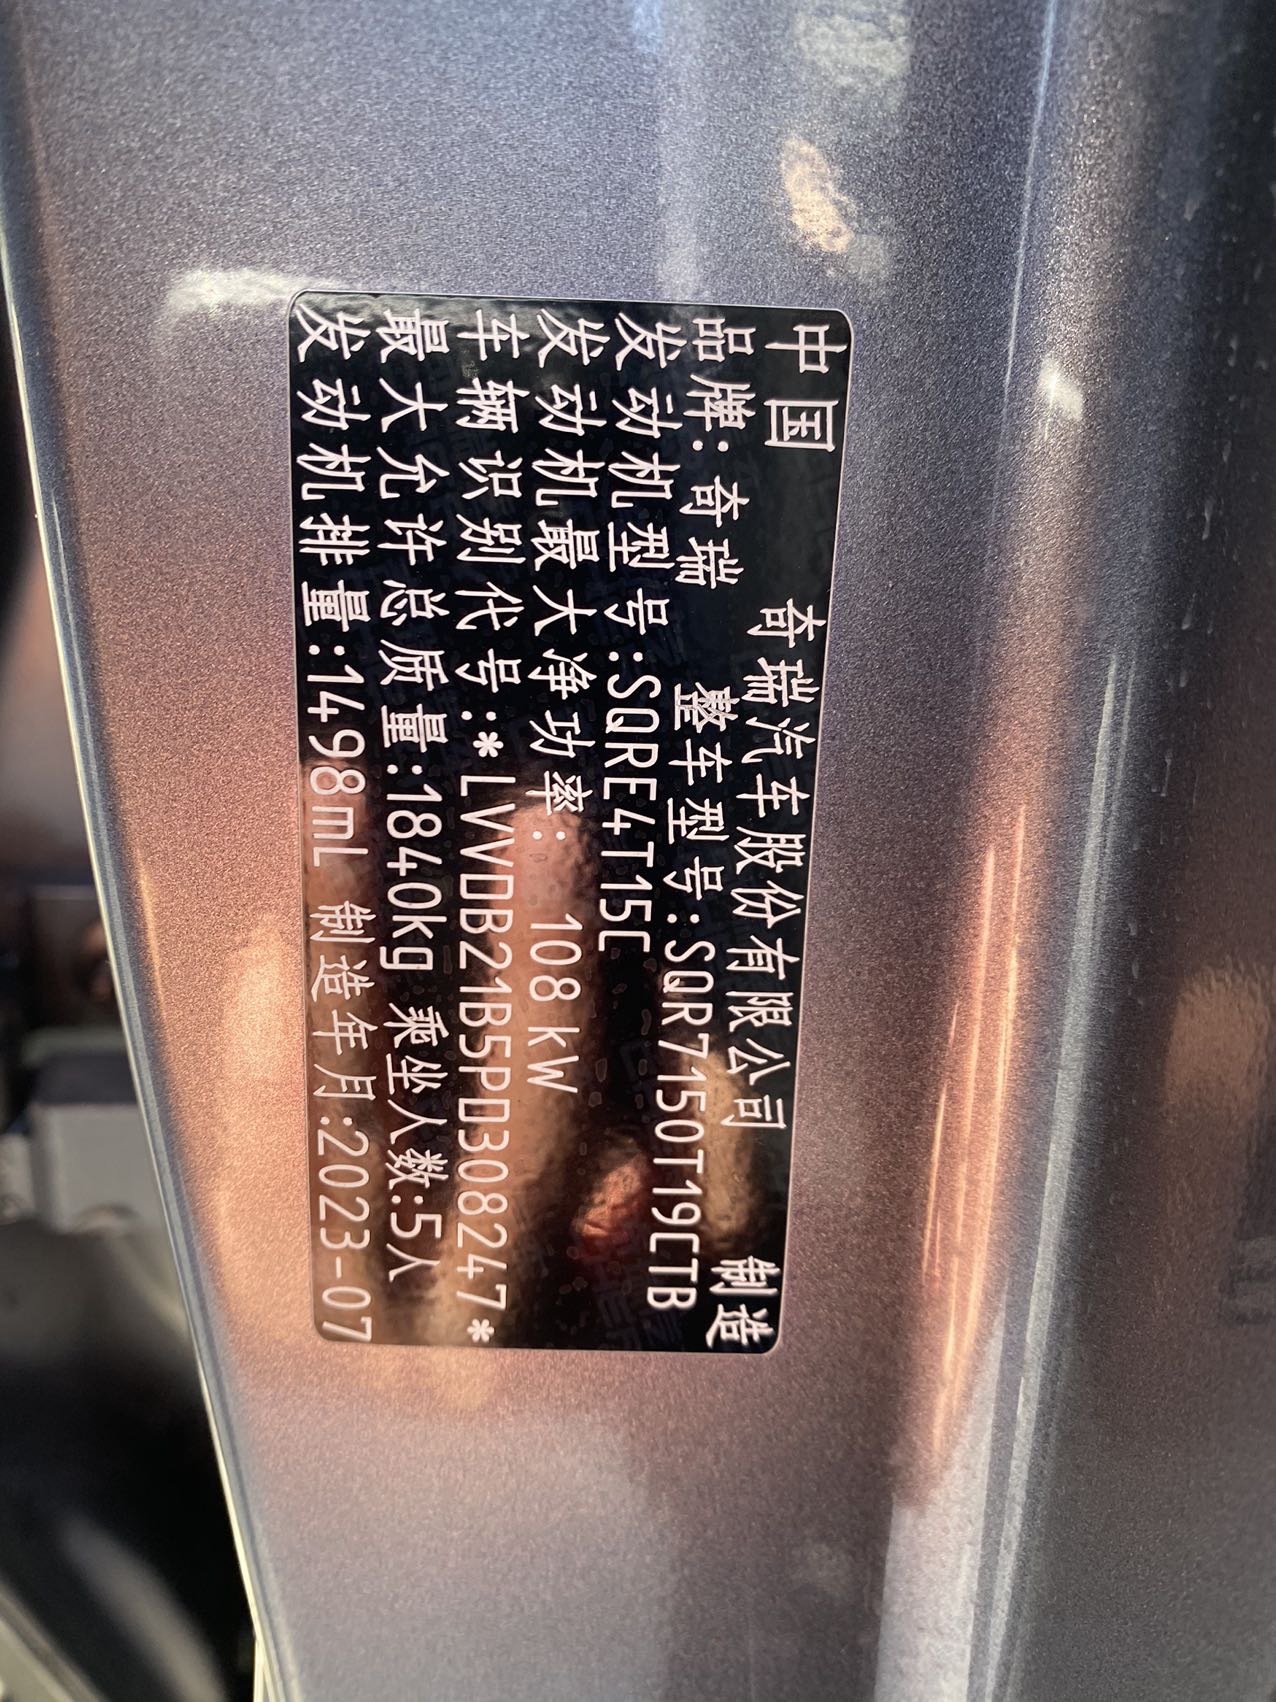 中国 奇瑞汽车股份有限公司 制造
品牌:奇瑞 整车型号:SQR7150T19CTB
发动机型号:SQRE4T15C
发动机最大净功率: 108 kW
车辆识别代号:*LVVDB21B5PD308247*
最大允许总质量:1840kg 乘坐人数:5人
发动机排量:1498mL 制造年月:2023-07